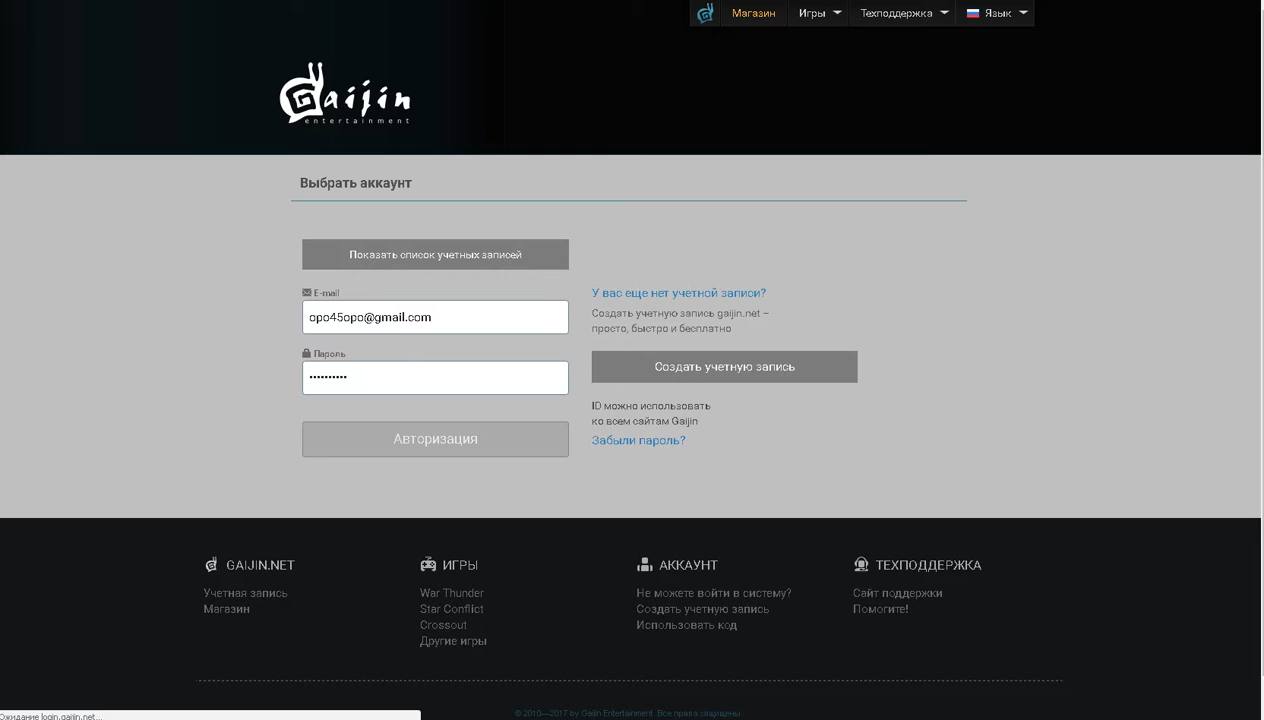 Магазин
Игры
Техподдержка
Язык
Gaijin
entertainment
Выбрать аккаунт
Показать список учетных записей
E-mail
opo45opo@gmail.com
Пароль
••••••••••
Авторизация
У вас еще нет учетной записи?
Создать учетную запись gaijin.net –
просто, быстро и бесплатно
Создать учетную запись
ID можно использовать
ко всем сайтам Gaijin
Забыли пароль?
GAIJIN.NET
Учетная запись
Магазин
ИГРЫ
War Thunder
Star Conflict
Crossout
Другие игры
АККАУНТ
Не можете войти в систему?
Создать учетную запись
Использовать код
ТЕХПОДДЕРЖКА
Сайт поддержки
Помогите!
© 2010—2017 by Gaijin Entertainment. Все права защищены.
Ожидание login.gaijin.net...